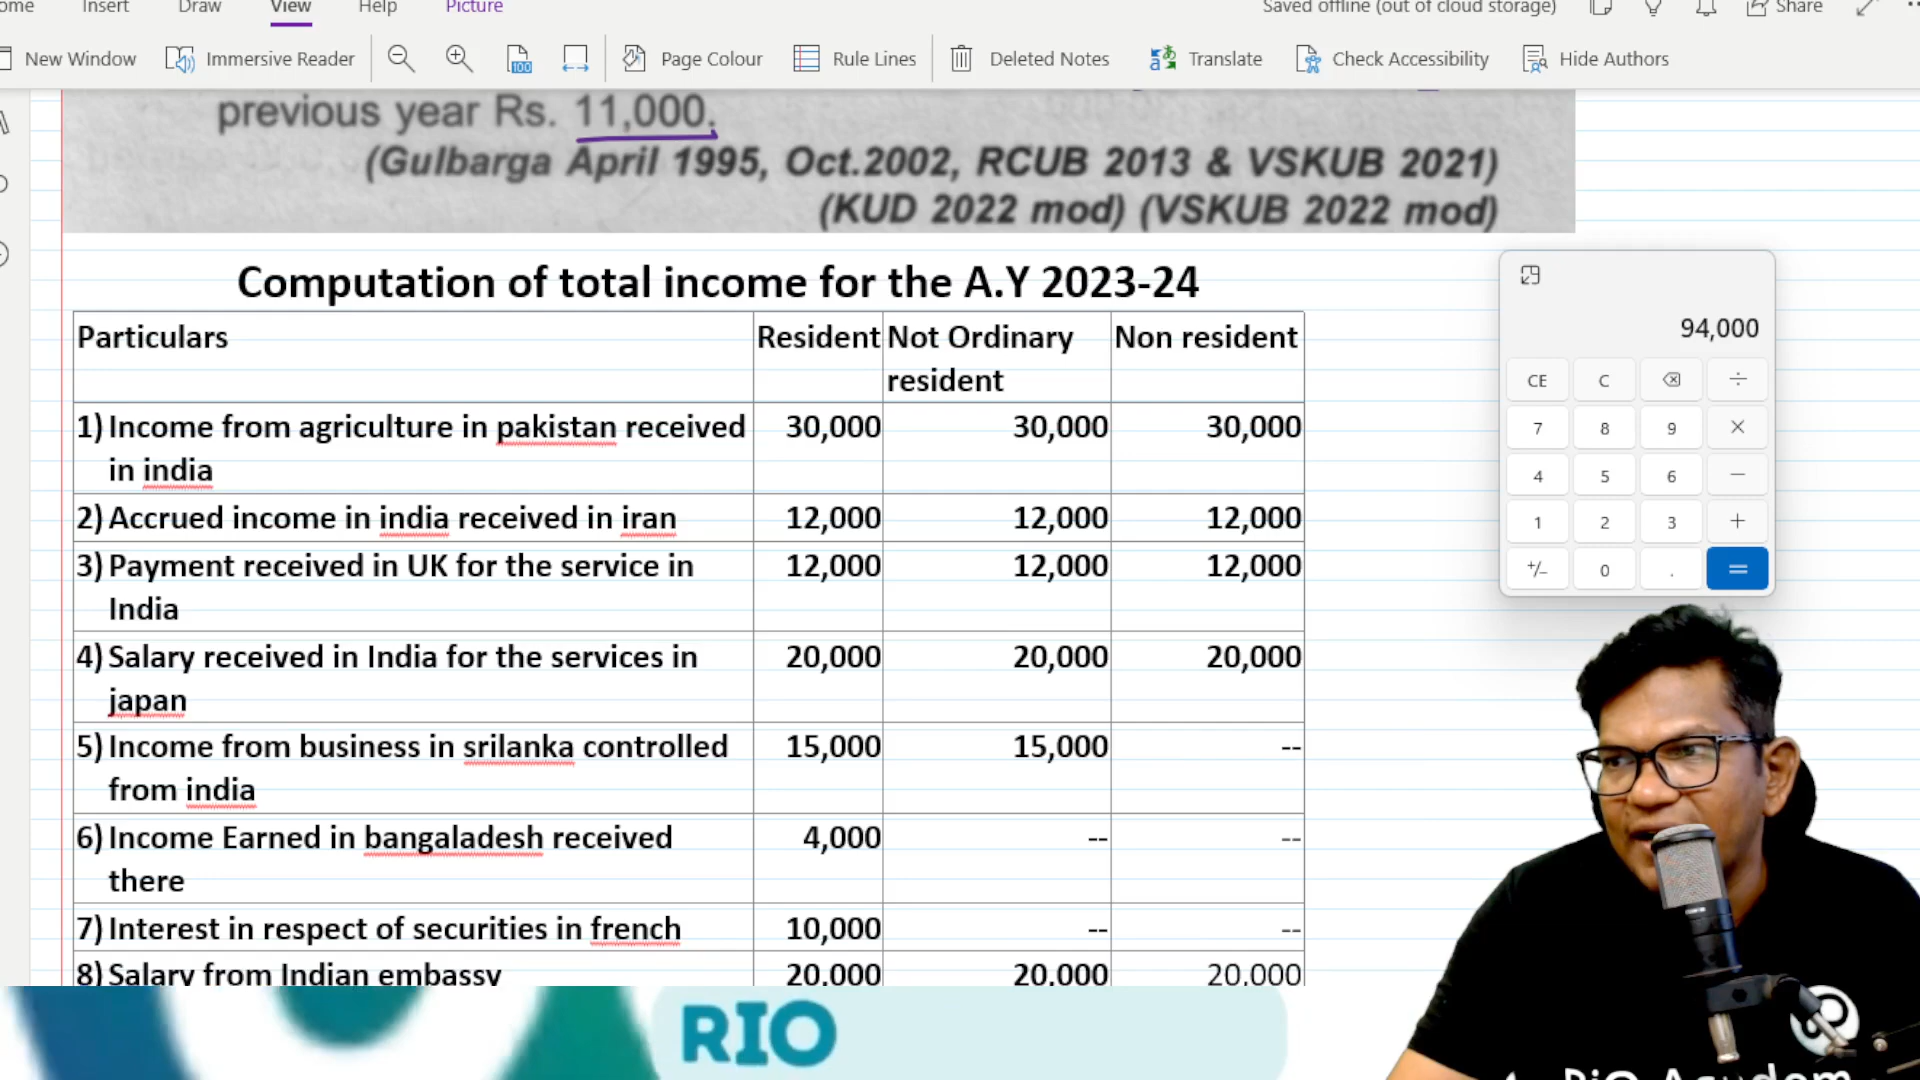 Insert Draw View Help Picture
Saved offline (out of cloud storage) Share
New Window Immersive Reader 100 Page Colour Rule Lines Deleted Notes Translate Check Accessibility Hide Authors
previous year Rs. 11,000.
(Gulbarga April 1995, Oct.2002, RCUB 2013 & VSKUB 2021)
(KUD 2022 mod) (VSKUB 2022 mod)
Computation of total income for the A.Y 2023-24
Particulars Resident Not Ordinary Non resident
resident
1) Income from agriculture in pakistan received 30,000 30,000 30,000
in india
2) Accrued income in india received in iran 12,000 12,000 12,000
3) Payment received in UK for the service in 12,000 12,000 12,000
India
4) Salary received in India for the services in 20,000 20,000 20,000
japan
5) Income from business in srilanka controlled 15,000 15,000 --
from india
6) Income Earned in bangaladesh received 4,000 -- --
there
7) Interest in respect of securities in french 10,000 -- --
8) Salary from Indian embassy 20,000 20,000 20,000
94,000
CE C ÷
7 8 9 ×
4 5 6 −
1 2 3 +
+/− 0 . =
RIO